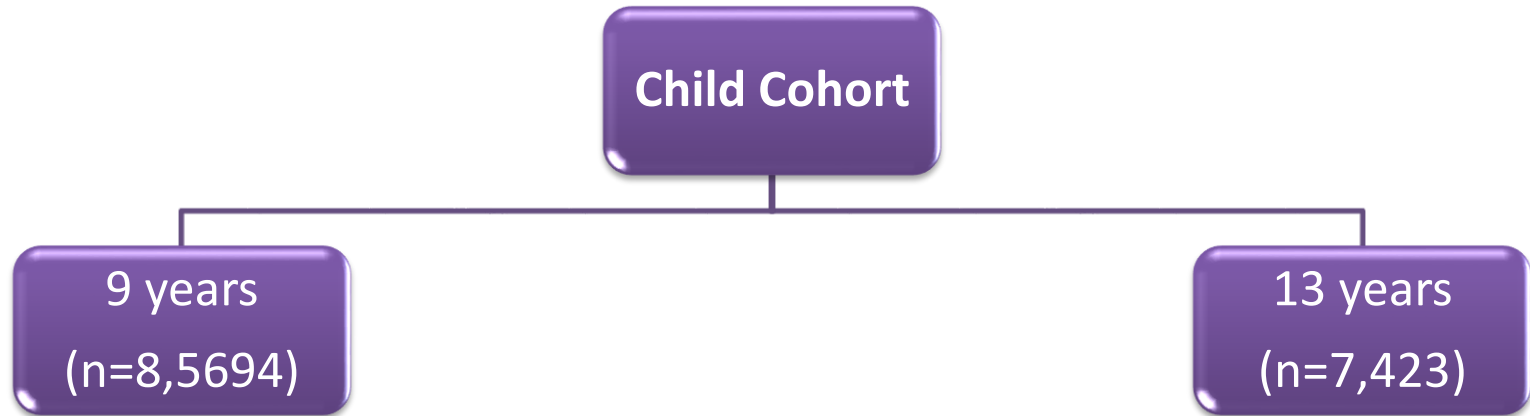 Child Cohort
9 years
(n=8,5694)
13 years
(n=7,423)